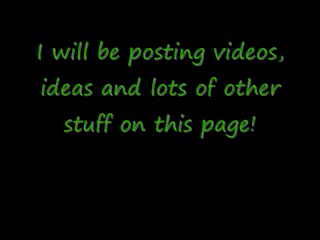 I will be posting videos,
ideas and lots of other
stuff on this page!